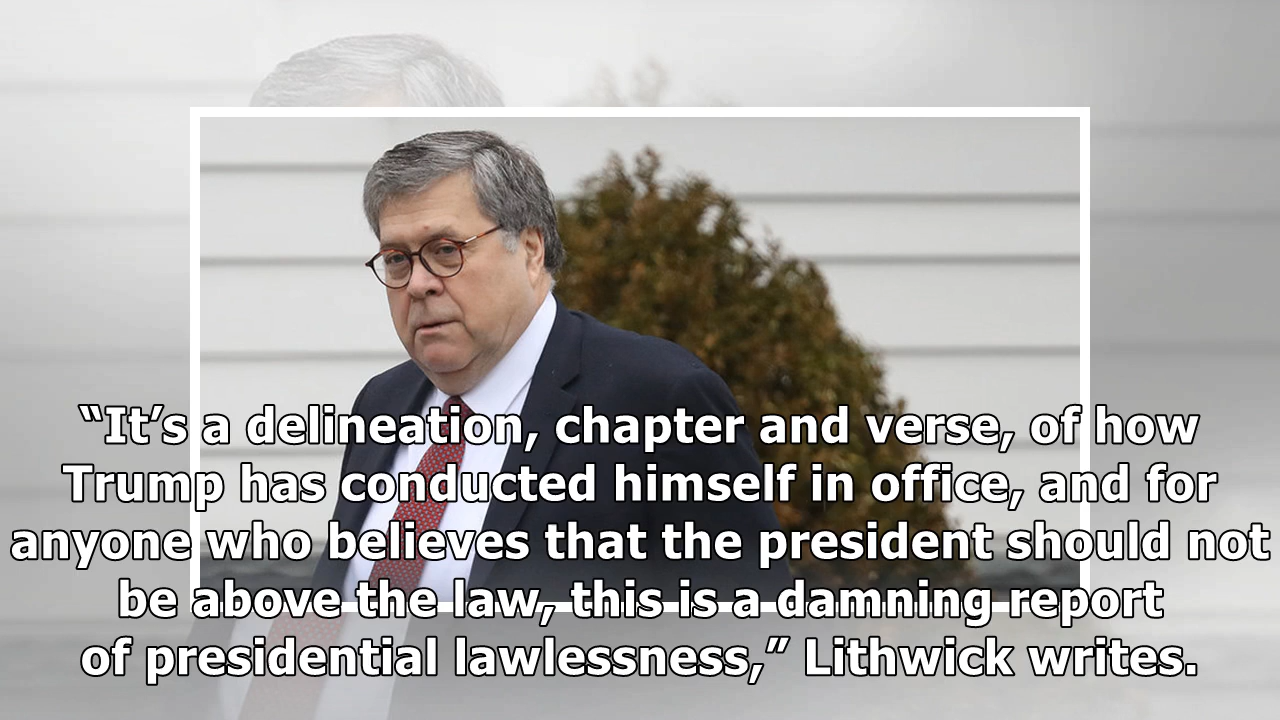 “It’s a delineation, chapter and verse, of how
Trump has conducted himself in office, and for
anyone who believes that the president should not
be above the law, this is a damning report
of presidential lawlessness,” Lithwick writes.